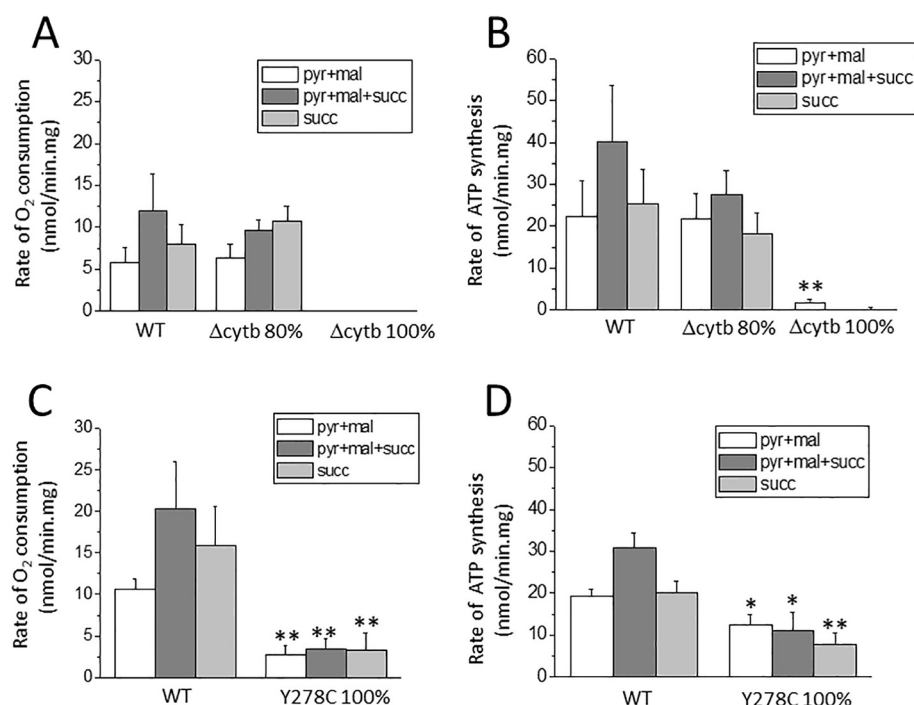 A
Rate of O₂ consumption
(nmol/min.mg)
30
25
20
15
10
5
0
pyr+mal
pyr+mal+succ
succ
WT
Δcytb 80%
Δcytb 100%
B
Rate of ATP synthesis
(nmol/min.mg)
60
50
40
30
20
10
0
pyr+mal
pyr+mal+succ
succ
**
WT
Δcytb 80%
Δcytb 100%
C
Rate of O₂ consumption
(nmol/min.mg)
30
25
20
15
10
5
0
pyr+mal
pyr+mal+succ
succ
** ** **
WT
Y278C 100%
D
Rate of ATP synthesis
(nmol/min.mg)
60
50
40
30
20
10
0
pyr+mal
pyr+mal+succ
succ
* * **
WT
Y278C 100%